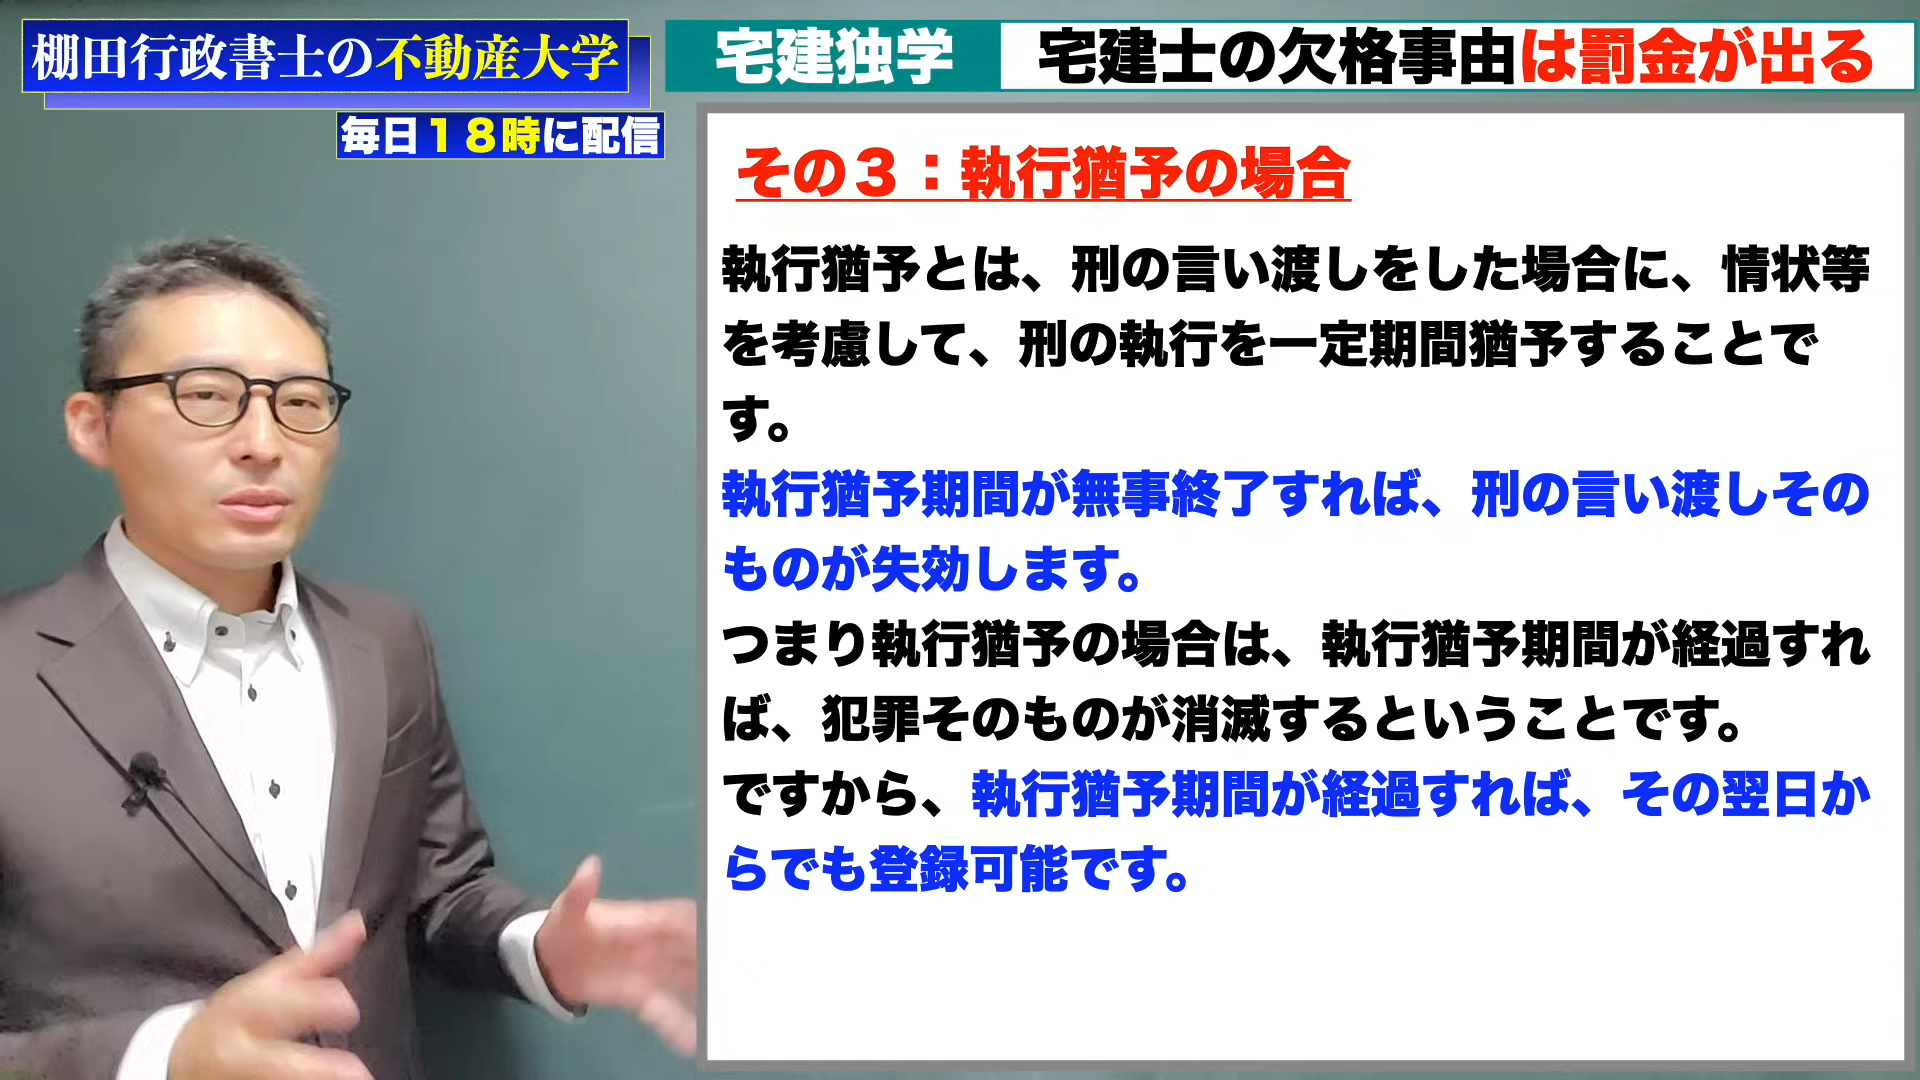 棚田行政書士の不動産大学
毎日１８時に配信
宅建独学
宅建士の欠格事由は罰金が出る
その３：執行猶予の場合
執行猶予とは、刑の言い渡しをした場合に、情状等
を考慮して、刑の執行を一定期間猶予することで
す。
執行猶予期間が無事終了すれば、刑の言い渡しその
ものが失効します。
つまり執行猶予の場合は、執行猶予期間が経過すれ
ば、犯罪そのものが消滅するということです。
ですから、執行猶予期間が経過すれば、その翌日か
らでも登録可能です。